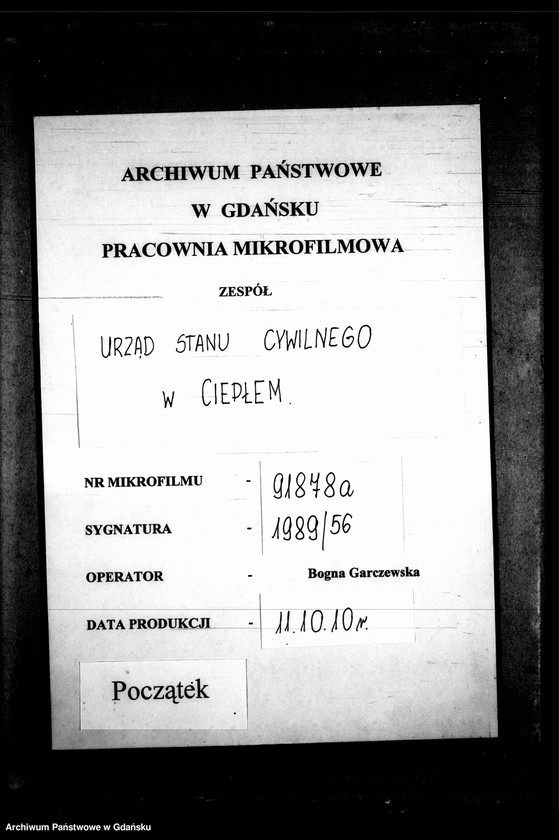 ARCHIWUM PAŃSTWOWE
W GDAŃSKU
PRACOWNIA MIKROFILMOWA
ZESPÓŁ
URZĄD STANU CYWILNEGO
W CIEPŁEM.
NR MIKROFILMU - 91878a
SYGNATURA - 1989/56
OPERATOR - Bogna Garczewska
DATA PRODUKCJI - 11.10.10 r.
Początek
Archiwum Państwowe w Gdańsku